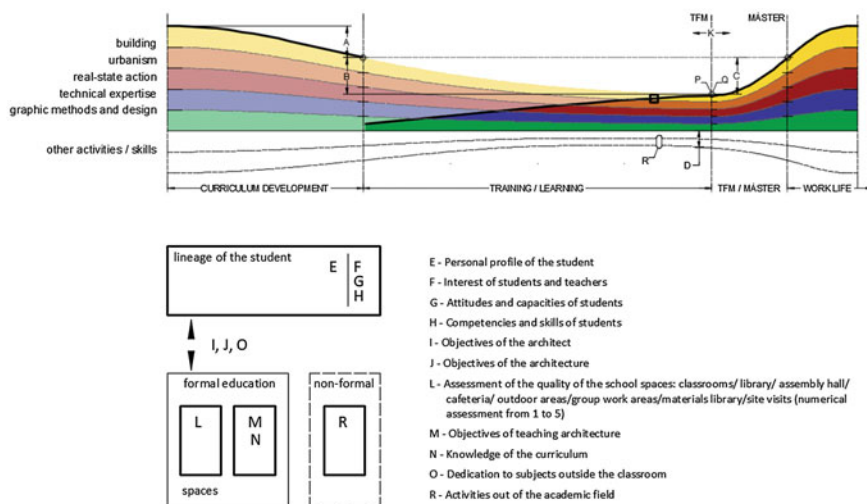 TFM MÁSTER
K
building
A
urbanism
real-state action
B
C
technical expertise
P Q
graphic methods and design
other activities / skills
R
D
CURRICULUM DEVELOPMENT TRAINING / LEARNING TFM / MÁSTER WORK LIFE
lineage of the student
E F
G
H
I, J, O
formal education
non-formal
L
M
N
R
spaces
E - Personal profile of the student
F - Interest of students and teachers
G - Attitudes and capacities of students
H - Competencies and skills of students
I - Objectives of the architect
J - Objectives of the architecture
L - Assessment of the quality of the school spaces: classrooms/ library/ assembly hall/
cafeteria/ outdoor areas/group work areas/materials library/site visits (numerical
assessment from 1 to 5)
M - Objectives of teaching architecture
N - Knowledge of the curriculum
O - Dedication to subjects outside the classroom
R - Activities out of the academic field